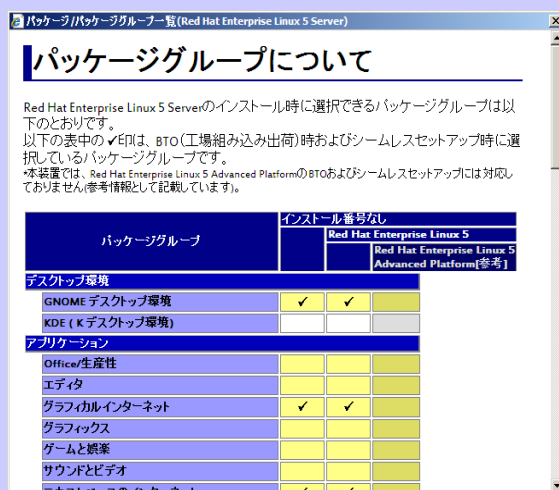 パッケージ/パッケージグループ一覧(Red Hat Enterprise Linux 5 Server)
パッケージグループについて
Red Hat Enterprise Linux 5 Serverのインストール時に選択できるパッケージグループは以
下のとおりです。
以下の表中の✓印は、BTO(工場組み込み出荷)時およびシームレスセットアップ時に選
択しているパッケージグループです。
*本装置では、Red Hat Enterprise Linux 5 Advanced PlatformのBTOおよびシームレスセットアップには対応し
ておりません(参考情報として記載しています)。
パッケージグループ
インストール番号なし
Red Hat Enterprise Linux 5
Red Hat Enterprise Linux 5
Advanced Platform[参考]
デスクトップ環境
GNOME デスクトップ環境 ✓ ✓
KDE ( K デスクトップ環境)
アプリケーション
Office/生産性
エディタ
グラフィカルインターネット ✓ ✓
グラフィックス
ゲームと娯楽
サウンドとビデオ